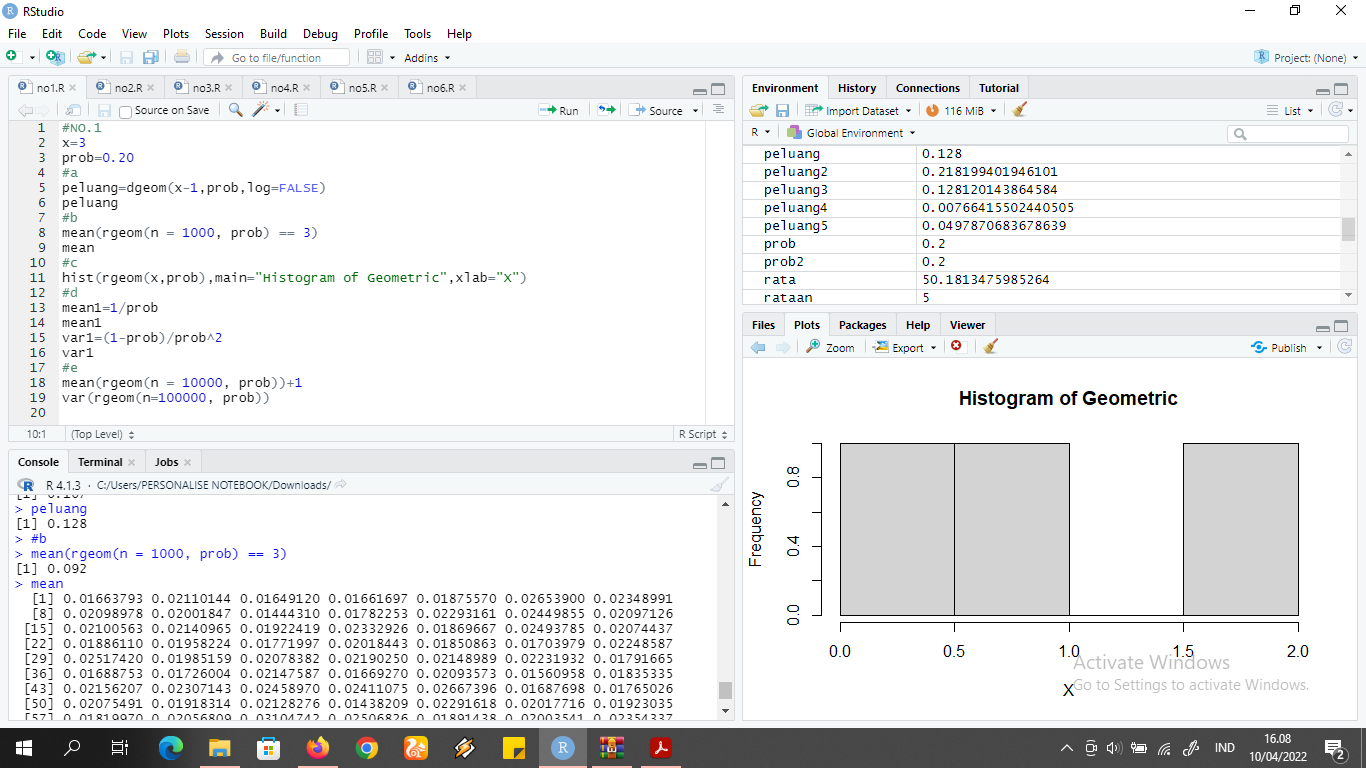 RStudio
File Edit Code View Plots Session Build Debug Profile Tools Help
Go to file/function Addins Project: (None)
no1.R no2.R no3.R no4.R no5.R no6.R
Source on Save Run Source
1 #NO.1
2 x=3
3 prob=0.20
4 #a
5 peluang=dgeom(x-1,prob,log=FALSE)
6 peluang
7 #b
8 mean(rgeom(n = 1000, prob) == 3)
9 mean
10 #c
11 hist(rgeom(x,prob),main="Histogram of Geometric",xlab="X")
12 #d
13 mean1=1/prob
14 mean1
15 var1=(1-prob)/prob^2
16 var1
17 #e
18 mean(rgeom(n = 10000, prob))+1
19 var(rgeom(n=100000, prob))
20
10:1 (Top Level) R Script
Console Terminal Jobs
R 4.1.3 · C:/Users/PERSONALISE NOTEBOOK/Downloads/
> peluang
[1] 0.128
> #b
> mean(rgeom(n = 1000, prob) == 3)
[1] 0.092
> mean
[1] 0.01663793 0.02110144 0.01649120 0.01661697 0.01875570 0.02653900 0.02348991
[8] 0.02098978 0.02001847 0.01444310 0.01782253 0.02293161 0.02449855 0.02097126
[15] 0.02100563 0.02140965 0.01922419 0.02332926 0.01869667 0.02493785 0.02074437
[22] 0.01886110 0.01958224 0.01771997 0.02018443 0.01850863 0.01703979 0.02248587
[29] 0.02517420 0.01985159 0.02078382 0.02190250 0.02148989 0.02231932 0.01791665
[36] 0.01688753 0.01726004 0.02147587 0.01669270 0.02093573 0.01560958 0.01835335
[43] 0.02156207 0.02307143 0.02458970 0.02411075 0.02667396 0.01687698 0.01765026
[50] 0.02075491 0.01918314 0.02128276 0.01438209 0.02291618 0.02017716 0.01923035
[57] 0.01819970 0.02056809 0.03104742 0.02506826 0.01891438 0.02003541 0.02354337
Environment History Connections Tutorial
Import Dataset 116 MiB List
R Global Environment
peluang 0.128
peluang2 0.218199401946101
peluang3 0.128120143864584
peluang4 0.00766415502440505
peluang5 0.0497870683678639
prob 0.2
prob2 0.2
rata 50.1813475985264
rataan 5
Files Plots Packages Help Viewer
Zoom Export Publish
Histogram of Geometric
Frequency
0.8
0.4
0.0
0.0 0.5 1.0 1.5 2.0
X
Activate Windows
Go to Settings to activate Windows.
IND
16.08
10/04/2022
2